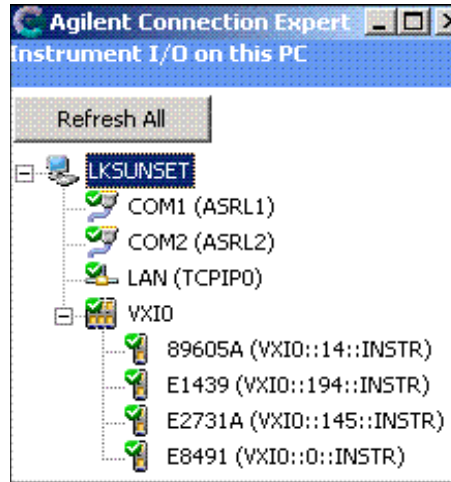 Agilent Connection Expert
Instrument I/O on this PC
Refresh All
LKSUNSET
COM1 (ASRL1)
COM2 (ASRL2)
LAN (TCPIP0)
VXI0
89605A (VXI0::14::INSTR)
E1439 (VXI0::194::INSTR)
E2731A (VXI0::145::INSTR)
E8491 (VXI0::0::INSTR)